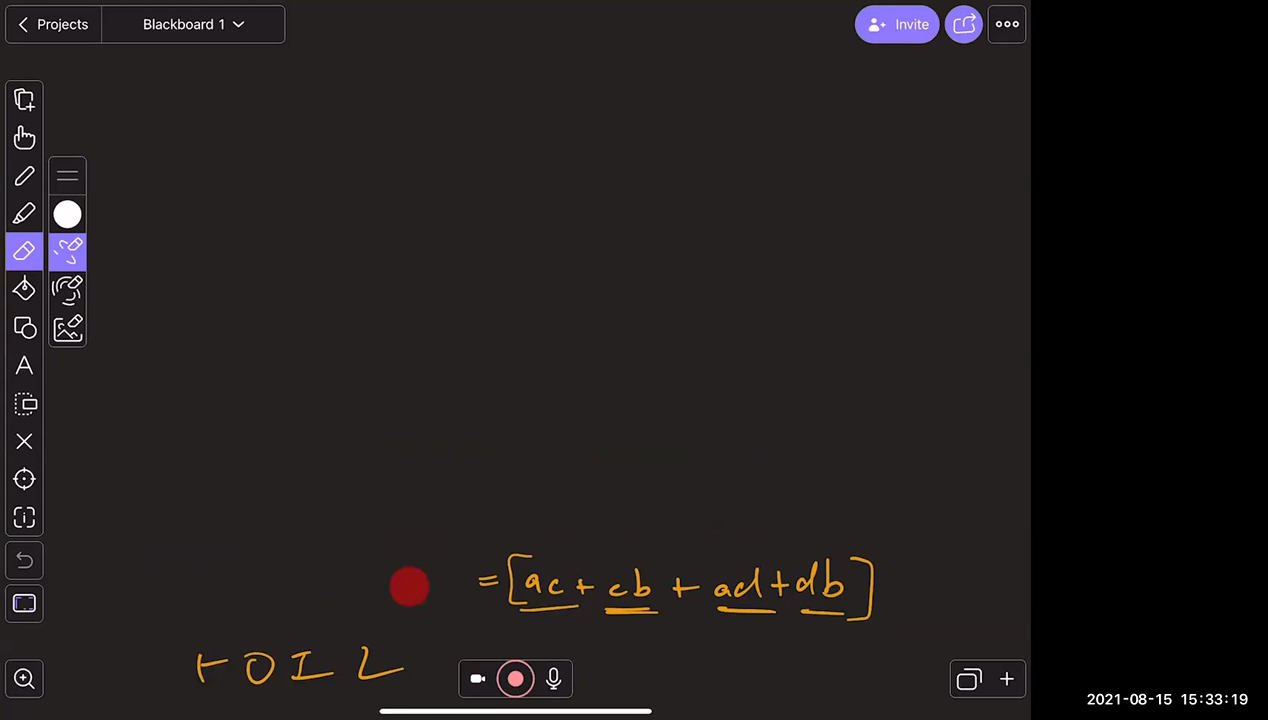 Projects
Blackboard 1
Invite
A
= [ac + cb + ad + db]
FOIL
2021-08-15 15:33:19